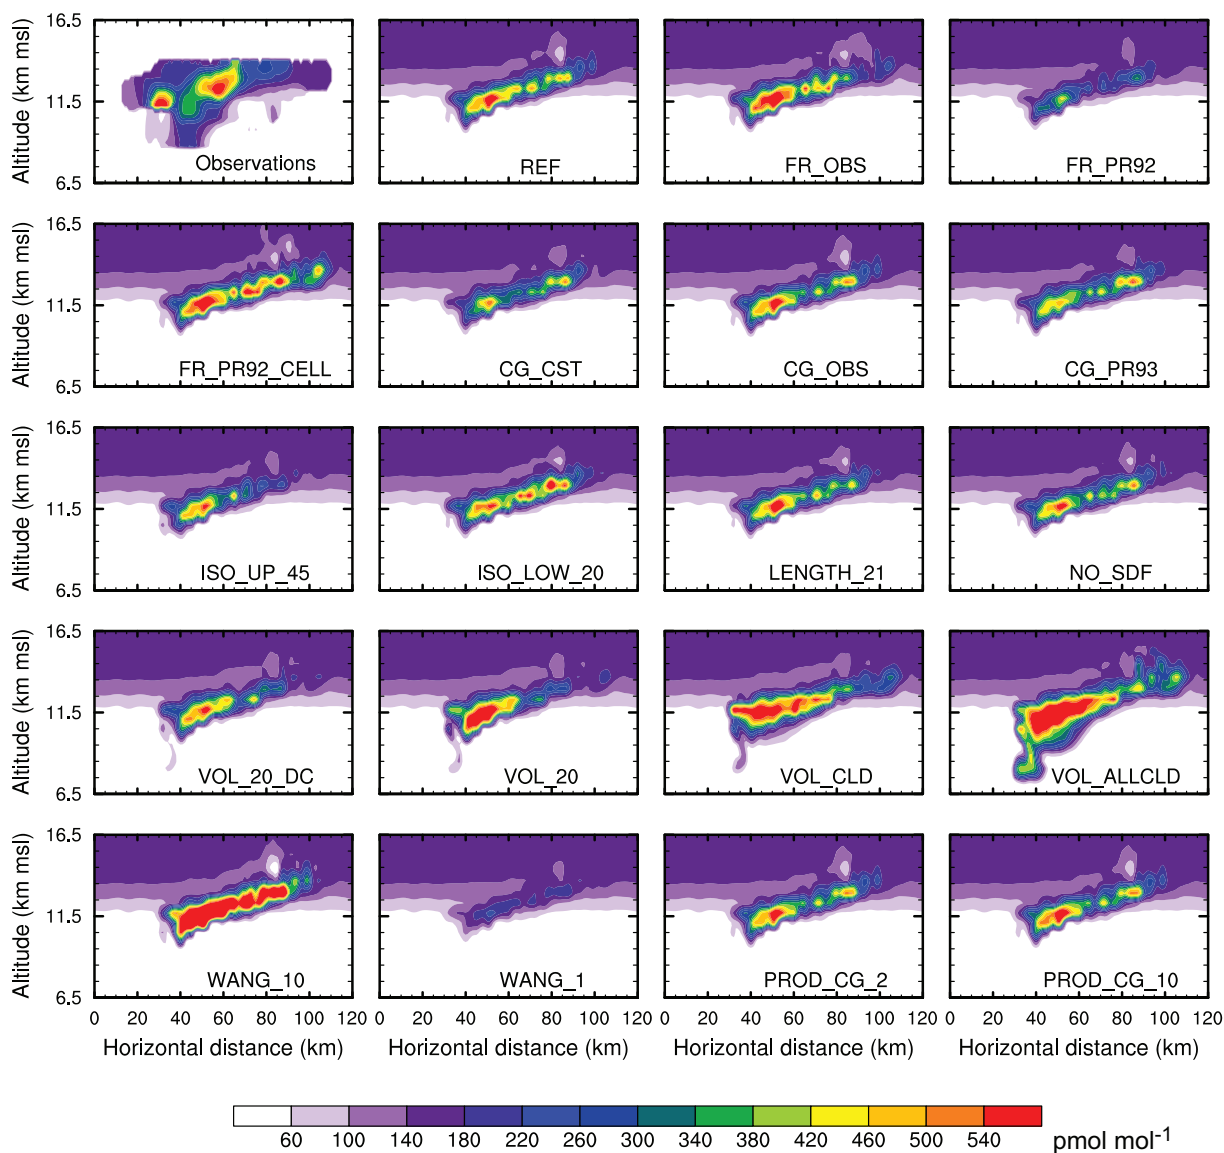 16.5
Altitude (km msl)
11.5
6.5
Observations
REF
FR_OBS
FR_PR92
16.5
Altitude (km msl)
11.5
6.5
FR_PR92_CELL
CG_CST
CG_OBS
CG_PR93
16.5
Altitude (km msl)
11.5
6.5
ISO_UP_45
ISO_LOW_20
LENGTH_21
NO_SDF
16.5
Altitude (km msl)
11.5
6.5
VOL_20_DC
VOL_20
VOL_CLD
VOL_ALLCLD
16.5
Altitude (km msl)
11.5
6.5
WANG_10
WANG_1
PROD_CG_2
PROD_CG_10
0 20 40 60 80 100 120 0 20 40 60 80 100 120 0 20 40 60 80 100 120 0 20 40 60 80 100 120
Horizontal distance (km) Horizontal distance (km) Horizontal distance (km) Horizontal distance (km)
60 100 140 180 220 260 300 340 380 420 460 500 540 pmol mol-1